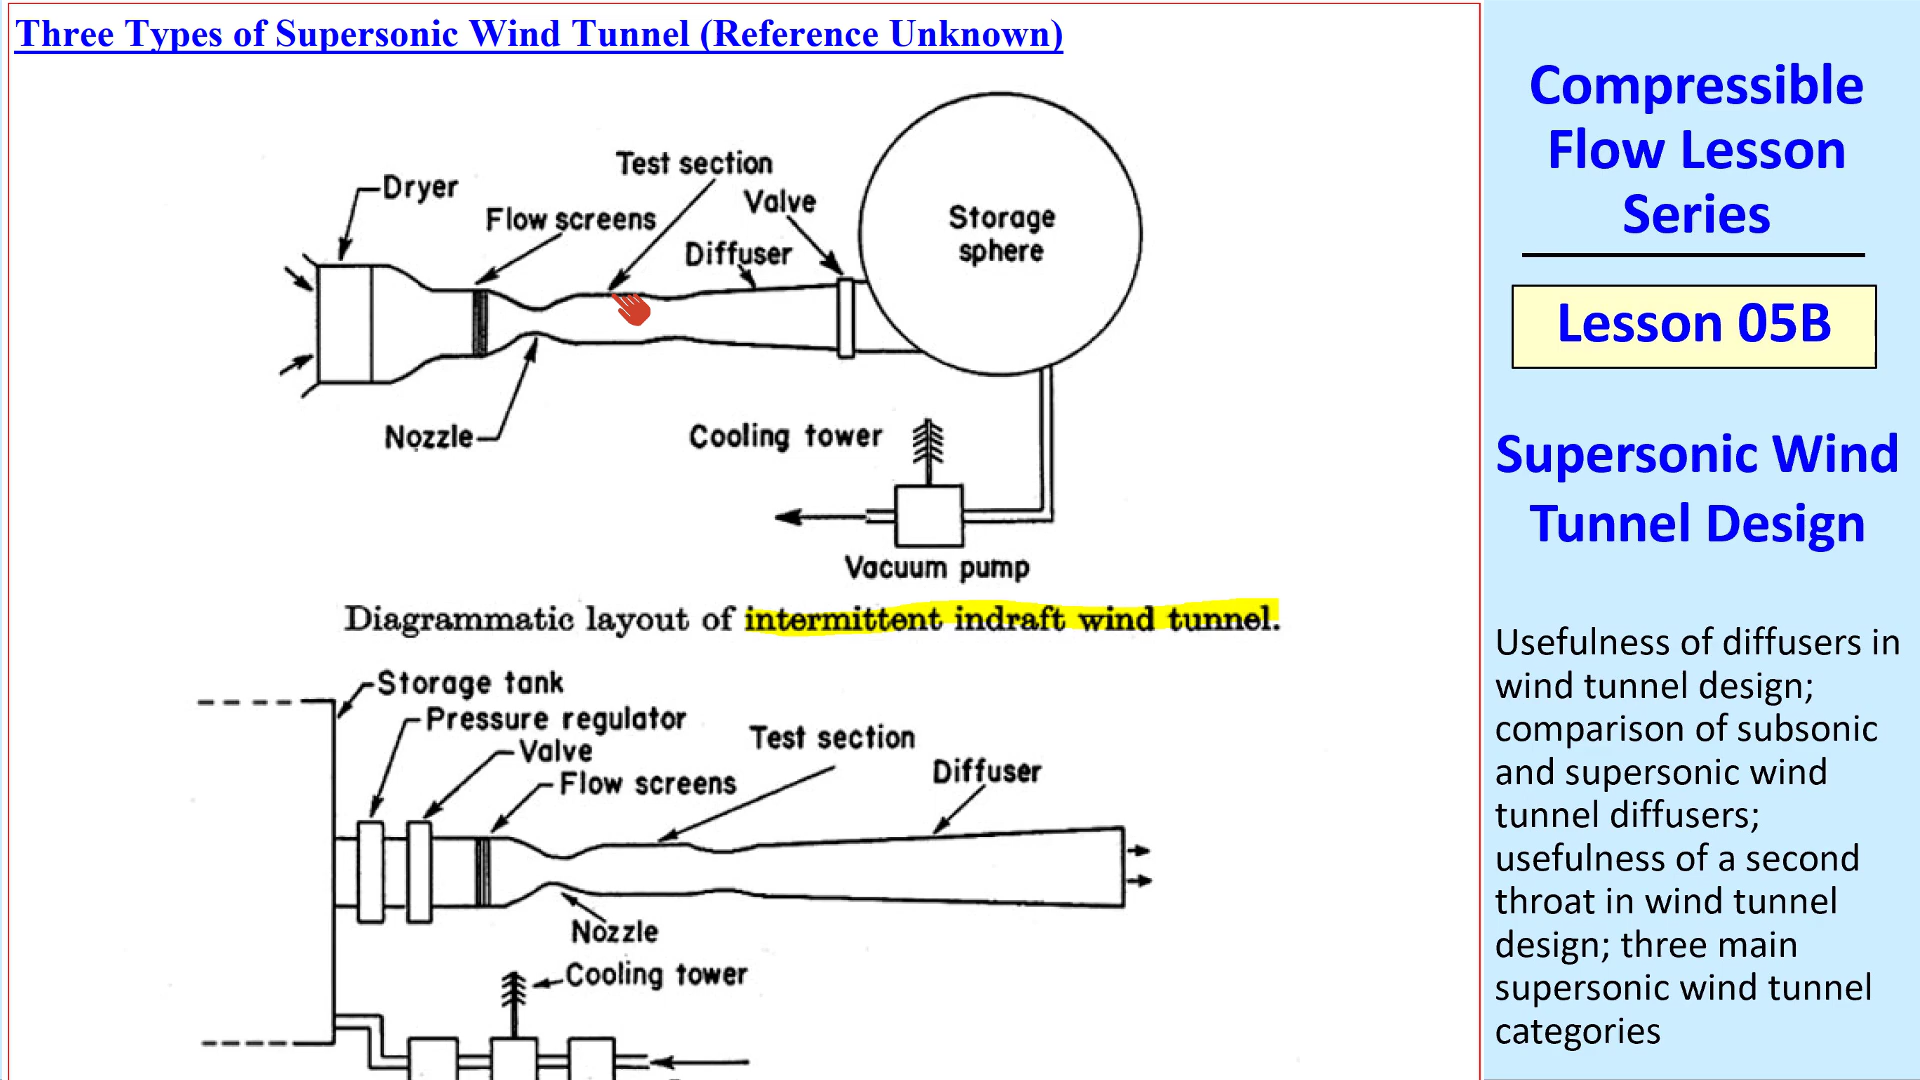 Three Types of Supersonic Wind Tunnel (Reference Unknown)
Dryer
Flow screens
Test section
Valve
Diffuser
Storage
sphere
Nozzle
Cooling tower
Vacuum pump
Diagrammatic layout of intermittent indraft wind tunnel.
Storage tank
Pressure regulator
Valve
Flow screens
Test section
Diffuser
Nozzle
Cooling tower
Compressible
Flow Lesson
Series
Lesson 05B
Supersonic Wind
Tunnel Design
Usefulness of diffusers in
wind tunnel design;
comparison of subsonic
and supersonic wind
tunnel diffusers;
usefulness of a second
throat in wind tunnel
design; three main
supersonic wind tunnel
categories